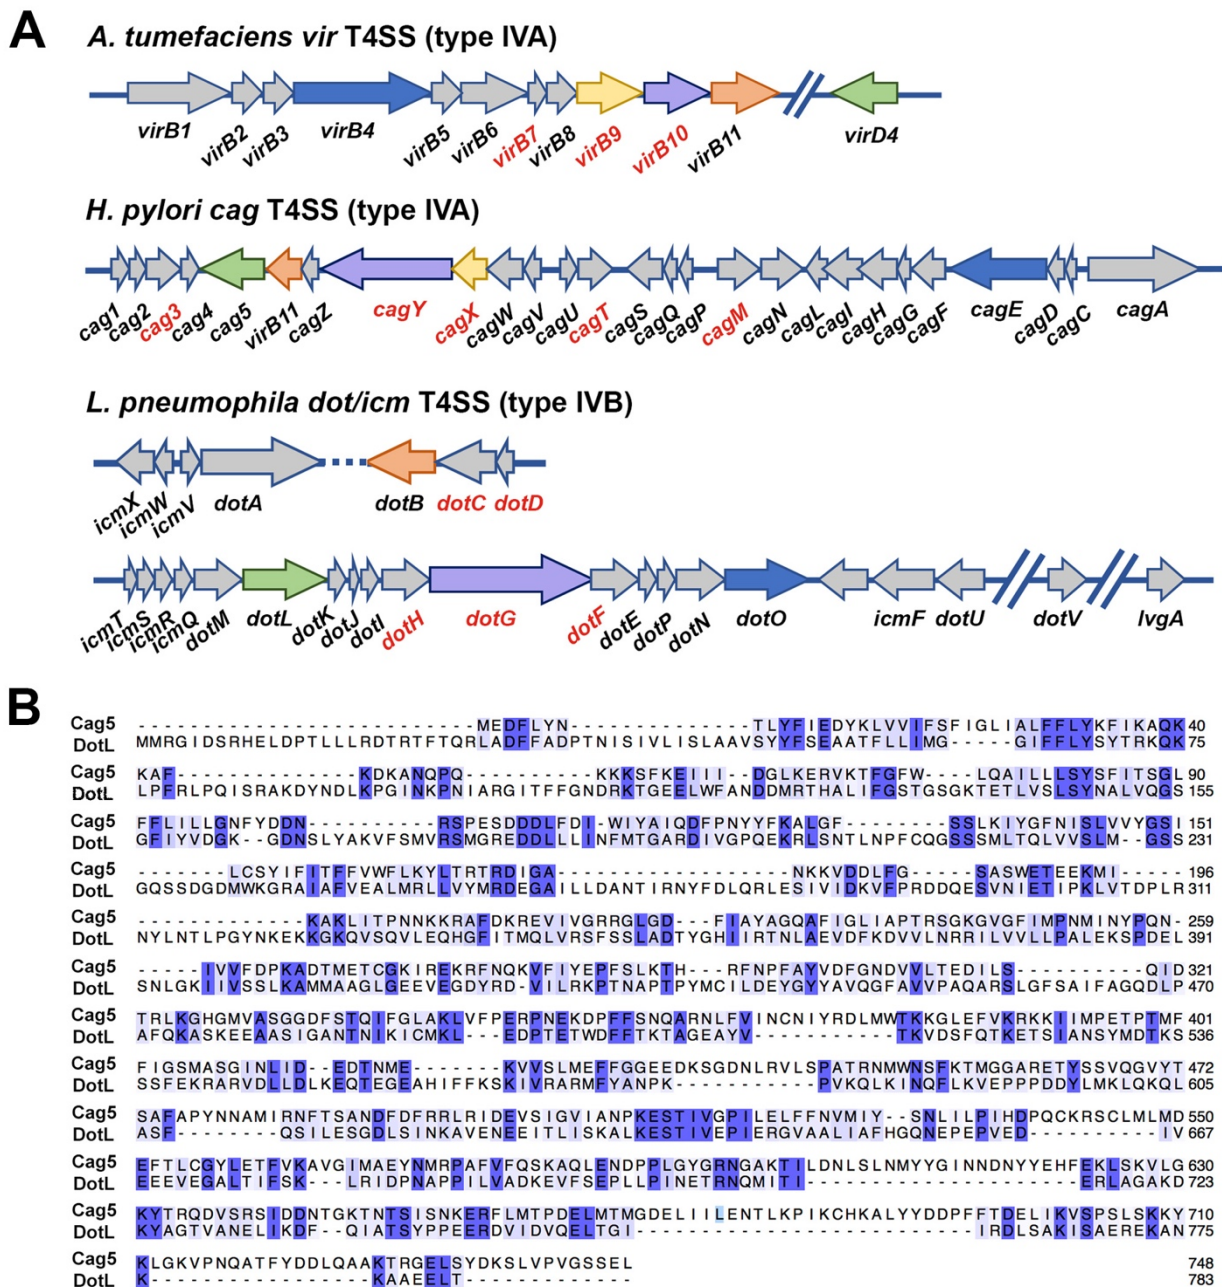 A
A. tumefaciens vir T4SS (type IVA)
virB1 virB2 virB3 virB4 virB5 virB6 virB7 virB8 virB9 virB10 virB11 virD4
H. pylori cag T4SS (type IVA)
cag1 cag2 cag3 cag4 cag5 virB11 cagZ cagY cagX cagW cagV cagU cagT cagS cagQ cagP cagM cagN cagL cagI cagH cagG cagF cagE cagD cagC cagA
L. pneumophila dot/icm T4SS (type IVB)
icmX icmW icmV dotA dotB dotC dotD
icmT icmS icmR icmQ dotM dotL dotK dotJ dotI dotH dotG dotF dotE dotP dotN dotO icmF dotU dotV lvgA
B
Cag5 --------------------------MEDFLYN--------------TLYFIEDYKLVVIFSFIGLIALFFLYKFIKAQK 40
DotL MMRGIDSRHELDPTLLLRDTRTFTQRLADFFADPTNISIVLISLAAVSYYFSEAATFLLIMG-----GIFFLYSYTRKQK 75
Cag5 KAF--------------KDKANQPQ----------KKKSFKEIII--DGLKERVKTFGFW----LQAILLLSYSFITSGL 90
DotL LPFRLPQISRAKDYNDLKPGINKPNIARGITFFGNDRKTGEELWFANDDMRTHALIFGSTGSGKTETLVSLSYNALVQGS 155
Cag5 FFLILLGNFYDDN----------RSPESDDDLFDI-WIYAIQDFPNYYFKALGF--------SSLKIYGFNISLVVYGSI 151
DotL GFIYVDGK--GDNSLYAKVFSMVRSMGREDDLLLINFMTGARDIVGPQEKRLSNTLNPFCQGSSSMLTQLVVSLM--GSS 231
Cag5 -------LCSYIFITFFVWFLKYLTRTRDIGA------------------NKKVDDLFG-----SASWETEEKMI----- 196
DotL GQSSDGDMWKGRAIAFVEALMRLLVYMRDEGAILLDANTIRNYFDLQRLESIVIDKVFPRDDQESVNIETIPKLVTDPLR 311
Cag5 -------------KAKLITPNNKKRAFDKREVIVGRRGLGD---FIAYAGQAFIGLIAPTRSGKGVGFIMPNMINYPQN- 259
DotL NYLNTLPGYNKEKKGKQVSQVLEQHGFITMQLVRSFSSLADTYGHIIRTNLAEVDFKDVVLNRRILVVLLPALEKSPDEL 391
Cag5 -----IVVFDPKADTMETCGKIREKRFNQKVFIYEPFSLKTH---RFNPFAYVDFGNDVVLTEDILS----------QID 321
DotL SNLGKIIVSSLKAMMAAGLGEEVEGDYRD-VILRKPTNAPTPYMCILDEYGYYAVQGFAVVPAQARSLGFSAIFAGQDLP 470
Cag5 TRLKGHGMVASGGDFSTQIFGLAKLVFPERPNEKDPFFSNQARNLFVINCNIYRDLMWTKKGLEFVKRKKIIMPETPTMF 401
DotL AFQKASKEEAASIGANTNIKICMKL---EDPTETWDFFTKTAGEAYV-----------TKVDSFQTKETSIANSYMDTKS 536
Cag5 FIGSMASGINLID--EDTNME-------KVVSLMEFFGGEEDKSGDNLRVLSPATRNMWNSFKTMGGARETYSSVQGVYT 472
DotL SSFEKRARVDLLDLKEQTEGEAHIFFKSKIVRARMFYANPK-----------PVKQLKINQFLKVEPPPDDYLMKLQKQL 605
Cag5 SAFAPYNNAMIRNFTSANDFDFRRLRIDEVSIGVIANPKESTIVGPILELFFNVMIY--SNLILPIHDPQCKRSCLMLMD 550
DotL ASF--------QSILESGDLSINKAVENEEITLISKALKESTIVEPIERGVAALIAFHGQNEPEPVED----------IV 667
Cag5 EFTLCGYLETFVKAVGIMAEYNMRPAFVFQSKAQLENDPPLGYGRNGAKTILDNLSLNMYYGINNDNYYEHFEKLSKVLG 630
DotL EEEVEGALTIFSK---LRIDPNAPPILVADKEVFSEPLLPINETRNQMITI---------------------ERLAGAKD 723
Cag5 KYTRQDVSRSIDDNTGKTNTSISNKERFLMTPDELMTMGDELIILENTLKPIKCHKALYYDDPFFTDELIKVSPSLSKKY 710
DotL KYAGTVANELIKDF--QIATSIYPPEERDVIDVQELTGI-------------------------IRDLSAKISAEREKAN 775
Cag5 KLGKVPNQATFYDDLQAAKTRGELSYDKSLVPVGSSEL 748
DotL K-----------------KAAEELT------------- 783